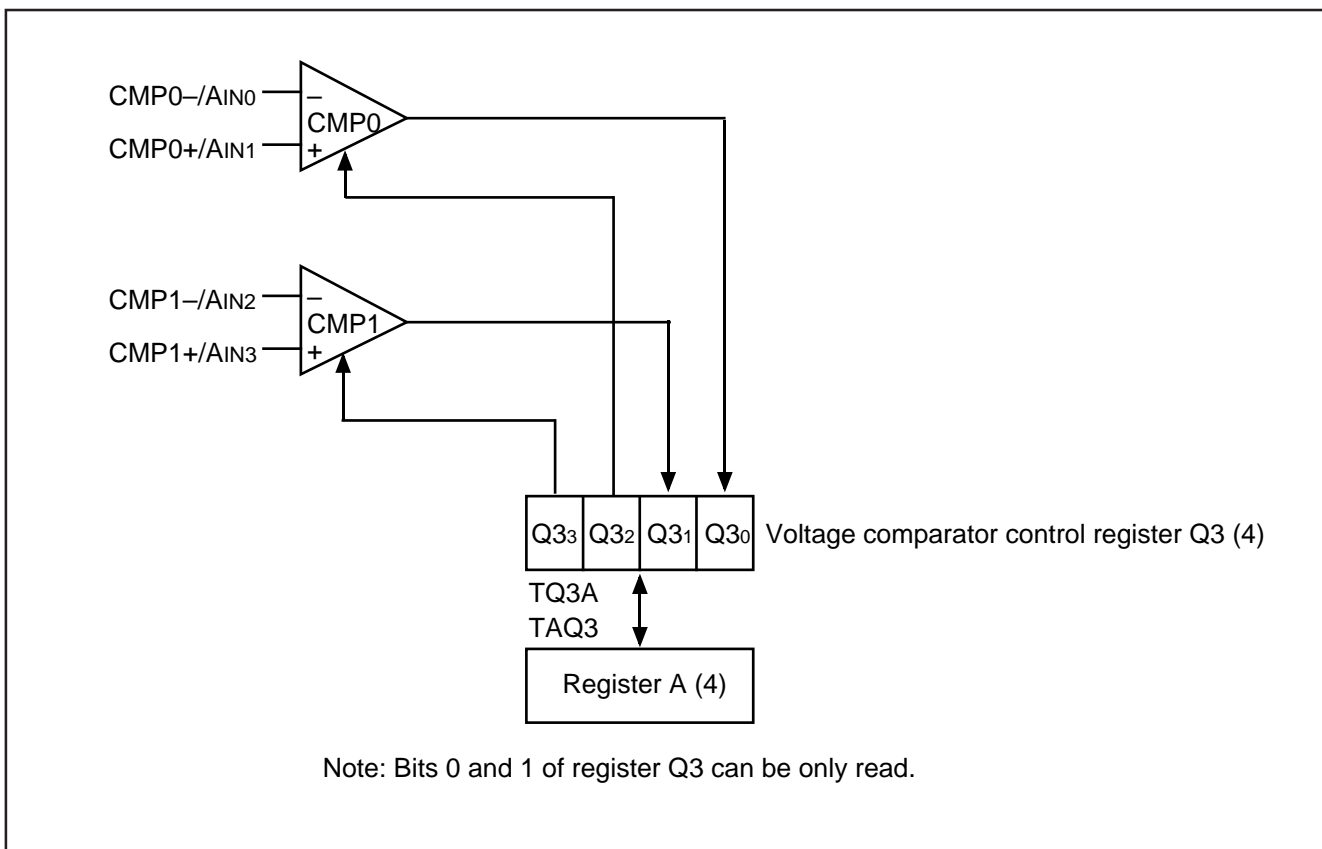 CMP0–/AIN0
CMP0+/AIN1
–
CMP0
+
CMP1–/AIN2
CMP1+/AIN3
–
CMP1
+
Q33 Q32 Q31 Q30 Voltage comparator control register Q3 (4)
TQ3A
TAQ3
Register A (4)
Note: Bits 0 and 1 of register Q3 can be only read.